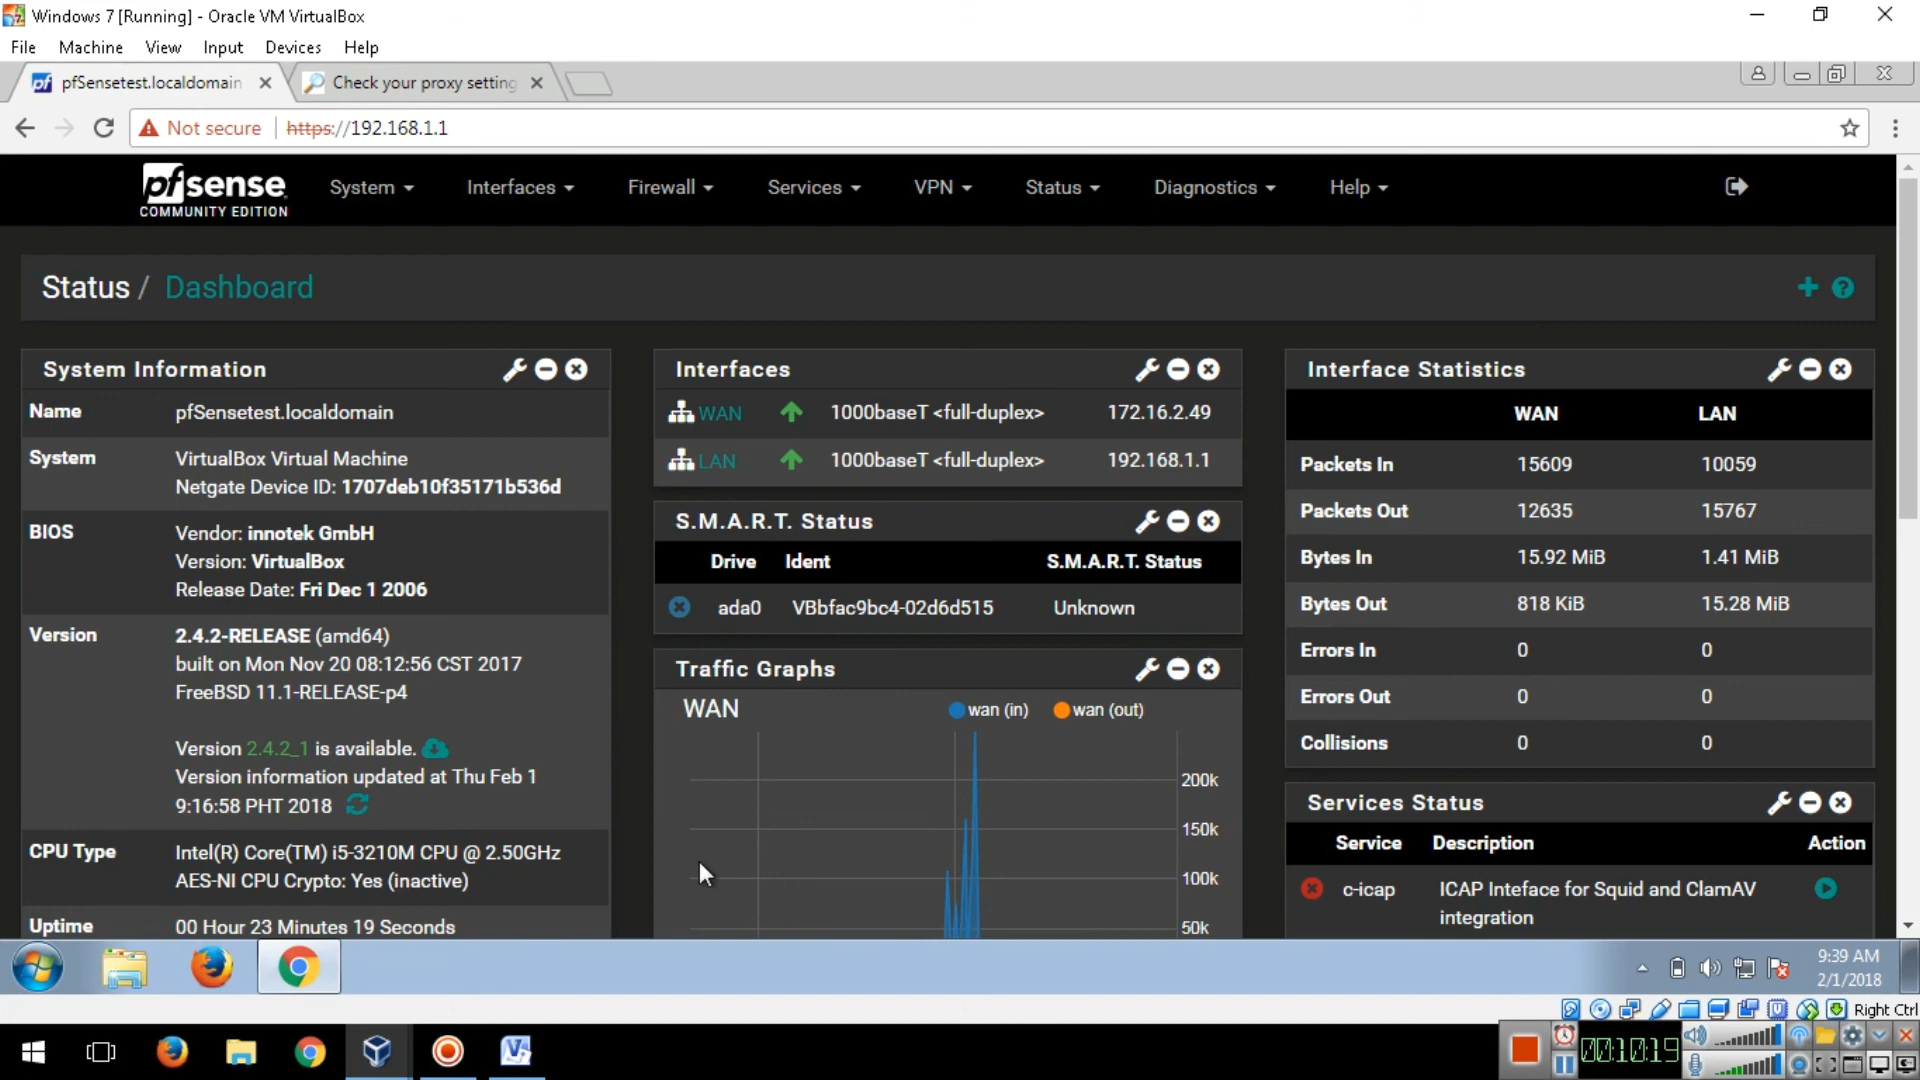 Windows 7 [Running] - Oracle VM VirtualBox
File Machine View Input Devices Help
pfSensetest.localdomain
Check your proxy setting
Not secure https://192.168.1.1
pfsense
COMMUNITY EDITION
System Interfaces Firewall Services VPN Status Diagnostics Help
Status / Dashboard
System Information
Name pfSensetest.localdomain
System VirtualBox Virtual Machine
Netgate Device ID: 1707deb10f35171b536d
BIOS Vendor: innotek GmbH
Version: VirtualBox
Release Date: Fri Dec 1 2006
Version 2.4.2-RELEASE (amd64)
built on Mon Nov 20 08:12:56 CST 2017
FreeBSD 11.1-RELEASE-p4
Version 2.4.2_1 is available.
Version information updated at Thu Feb 1
9:16:58 PHT 2018
CPU Type Intel(R) Core(TM) i5-3210M CPU @ 2.50GHz
AES-NI CPU Crypto: Yes (inactive)
Uptime 00 Hour 23 Minutes 19 Seconds
Interfaces
WAN 1000baseT <full-duplex> 172.16.2.49
LAN 1000baseT <full-duplex> 192.168.1.1
S.M.A.R.T. Status
Drive Ident S.M.A.R.T. Status
ada0 VBbfac9bc4-02d6d515 Unknown
Traffic Graphs
WAN wan (in) wan (out)
200k
150k
100k
50k
Interface Statistics
WAN LAN
Packets In 15609 10059
Packets Out 12635 15767
Bytes In 15.92 MiB 1.41 MiB
Bytes Out 818 KiB 15.28 MiB
Errors In 0 0
Errors Out 0 0
Collisions 0 0
Services Status
Service Description Action
c-icap ICAP Inteface for Squid and ClamAV
integration
9:39 AM
2/1/2018
Right Ctrl
00:10:19